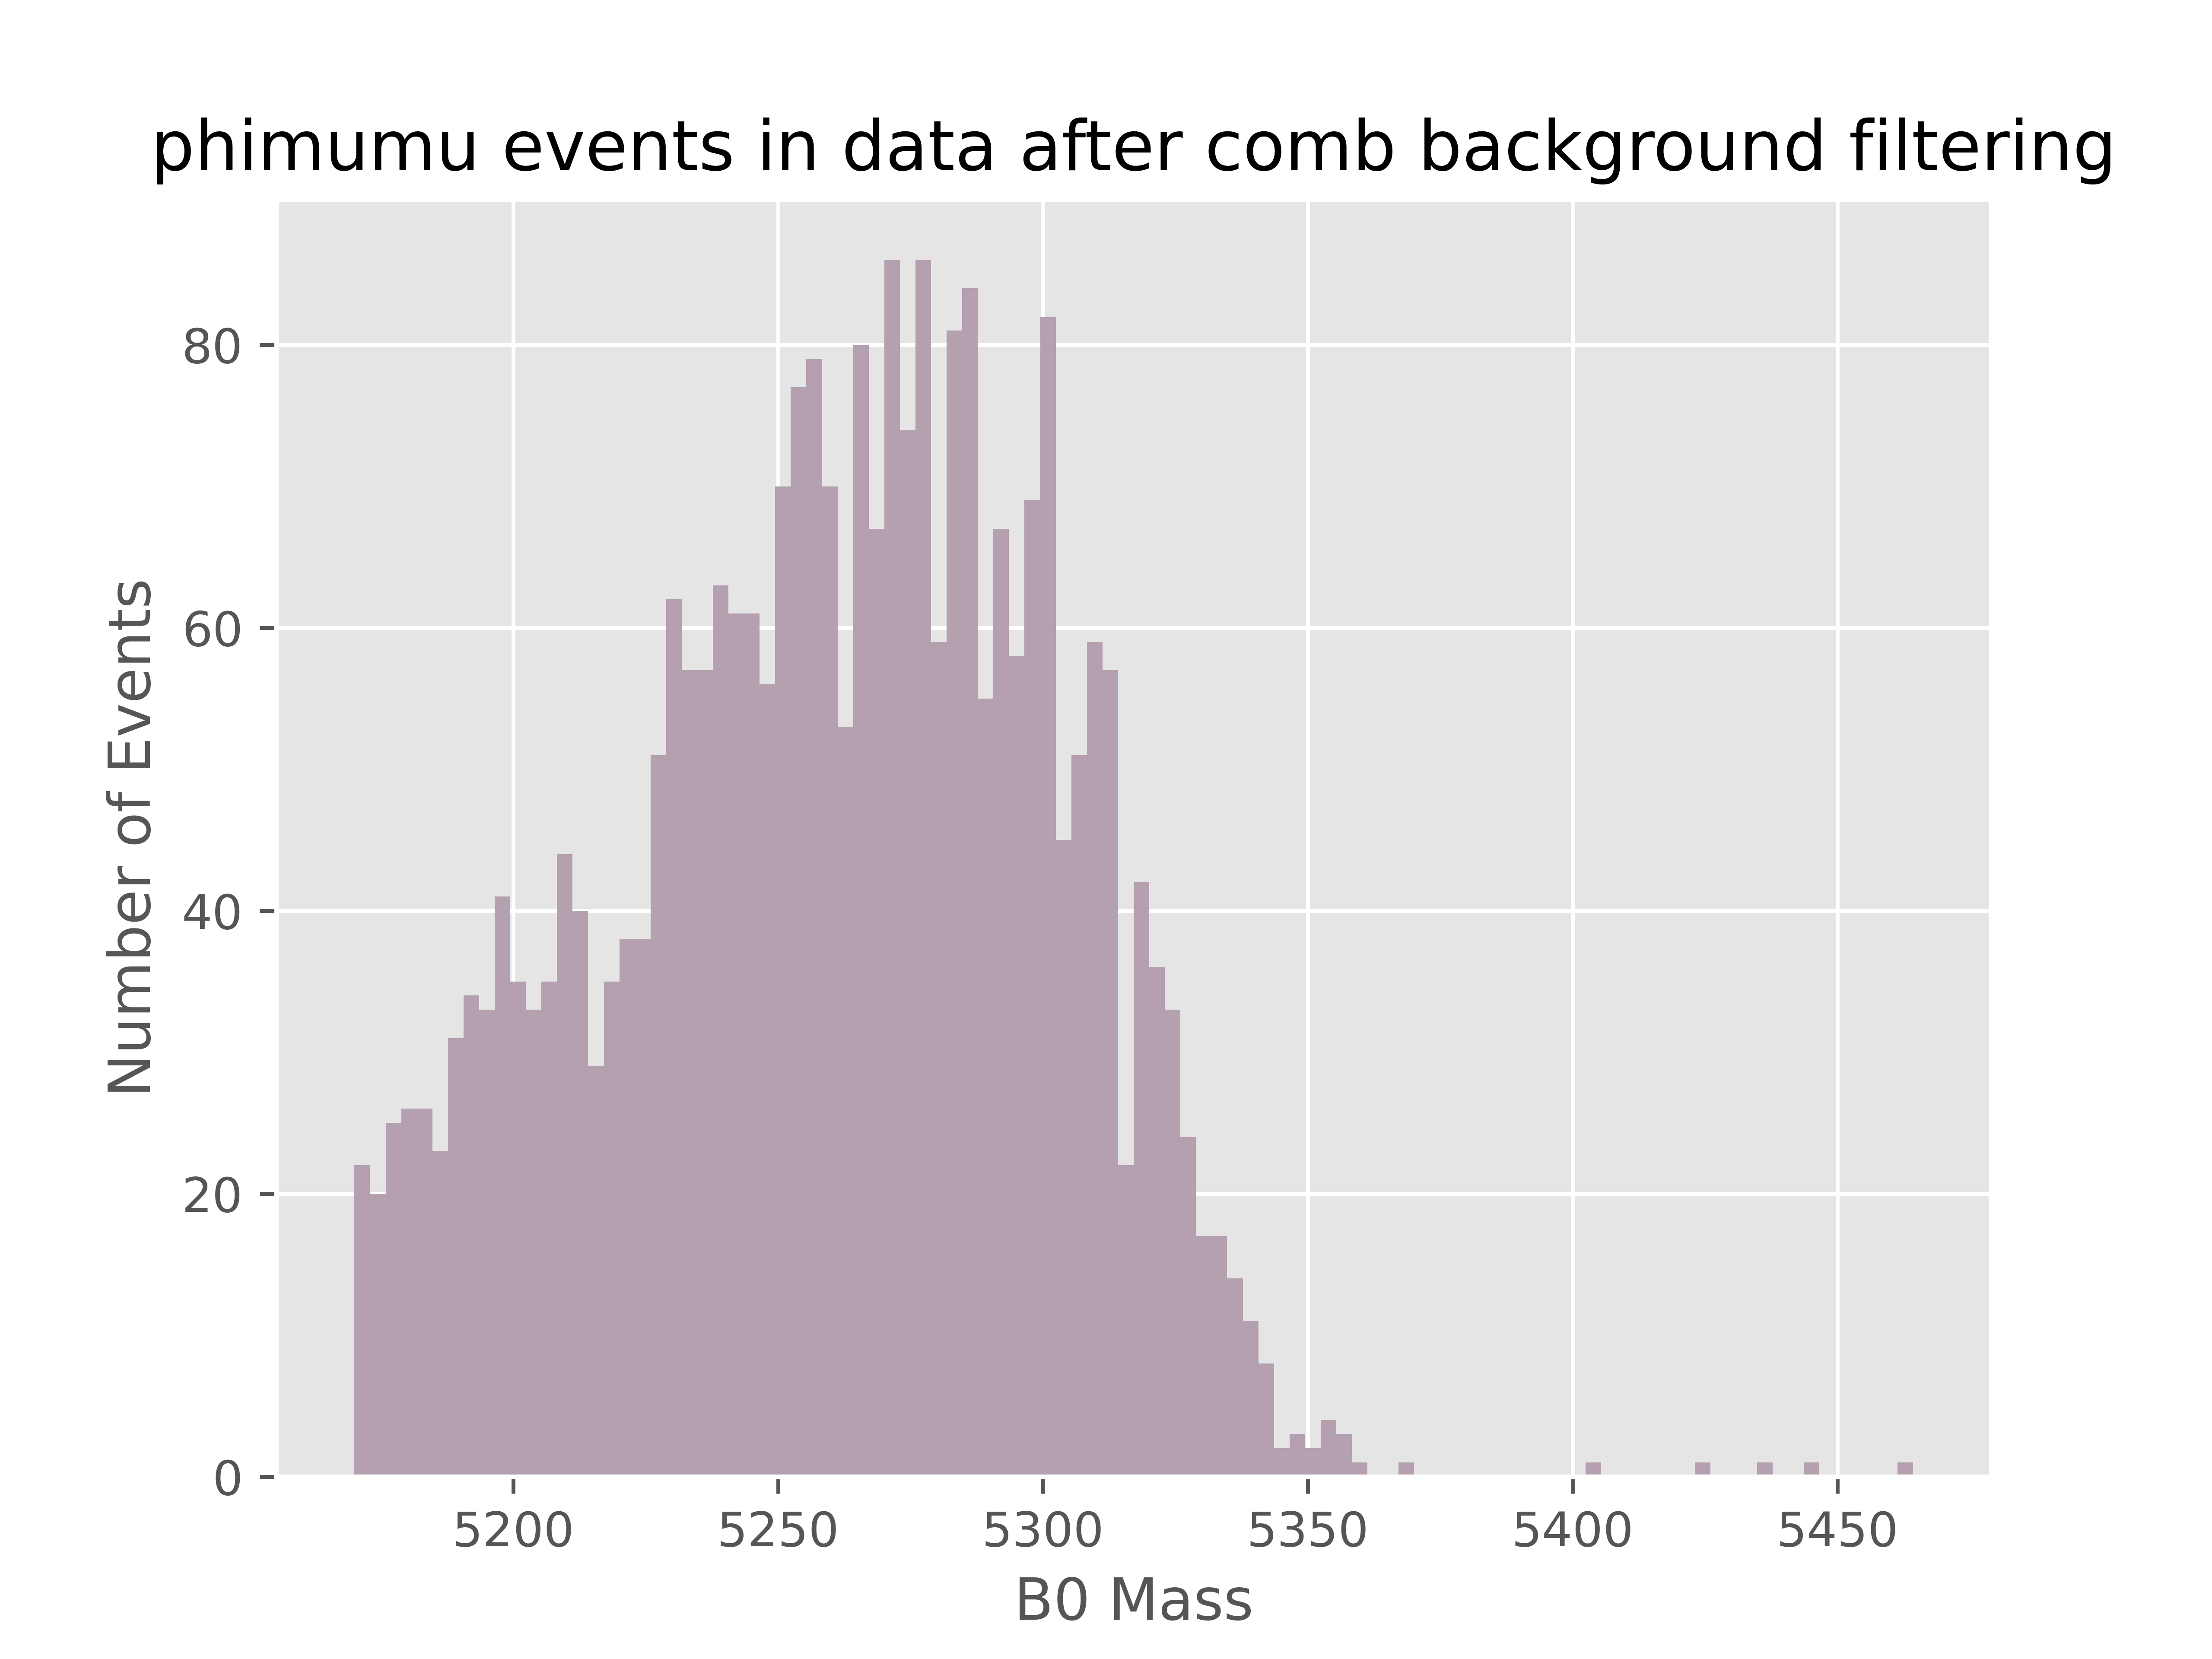 phimumu events in data after comb background filtering
Number of Events
80
60
40
20
0
5200 5250 5300 5350 5400 5450
B0 Mass